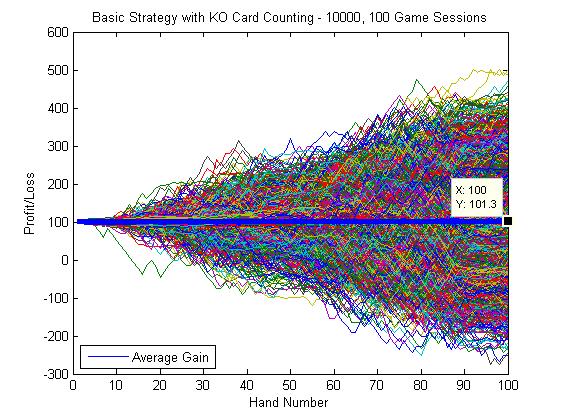 Basic Strategy with KO Card Counting - 10000, 100 Game Sessions
600
500
400
300
200
100
0
-100
-200
-300
Profit/Loss
X: 100
Y: 101.3
Average Gain
0 10 20 30 40 50 60 70 80 90 100
Hand Number